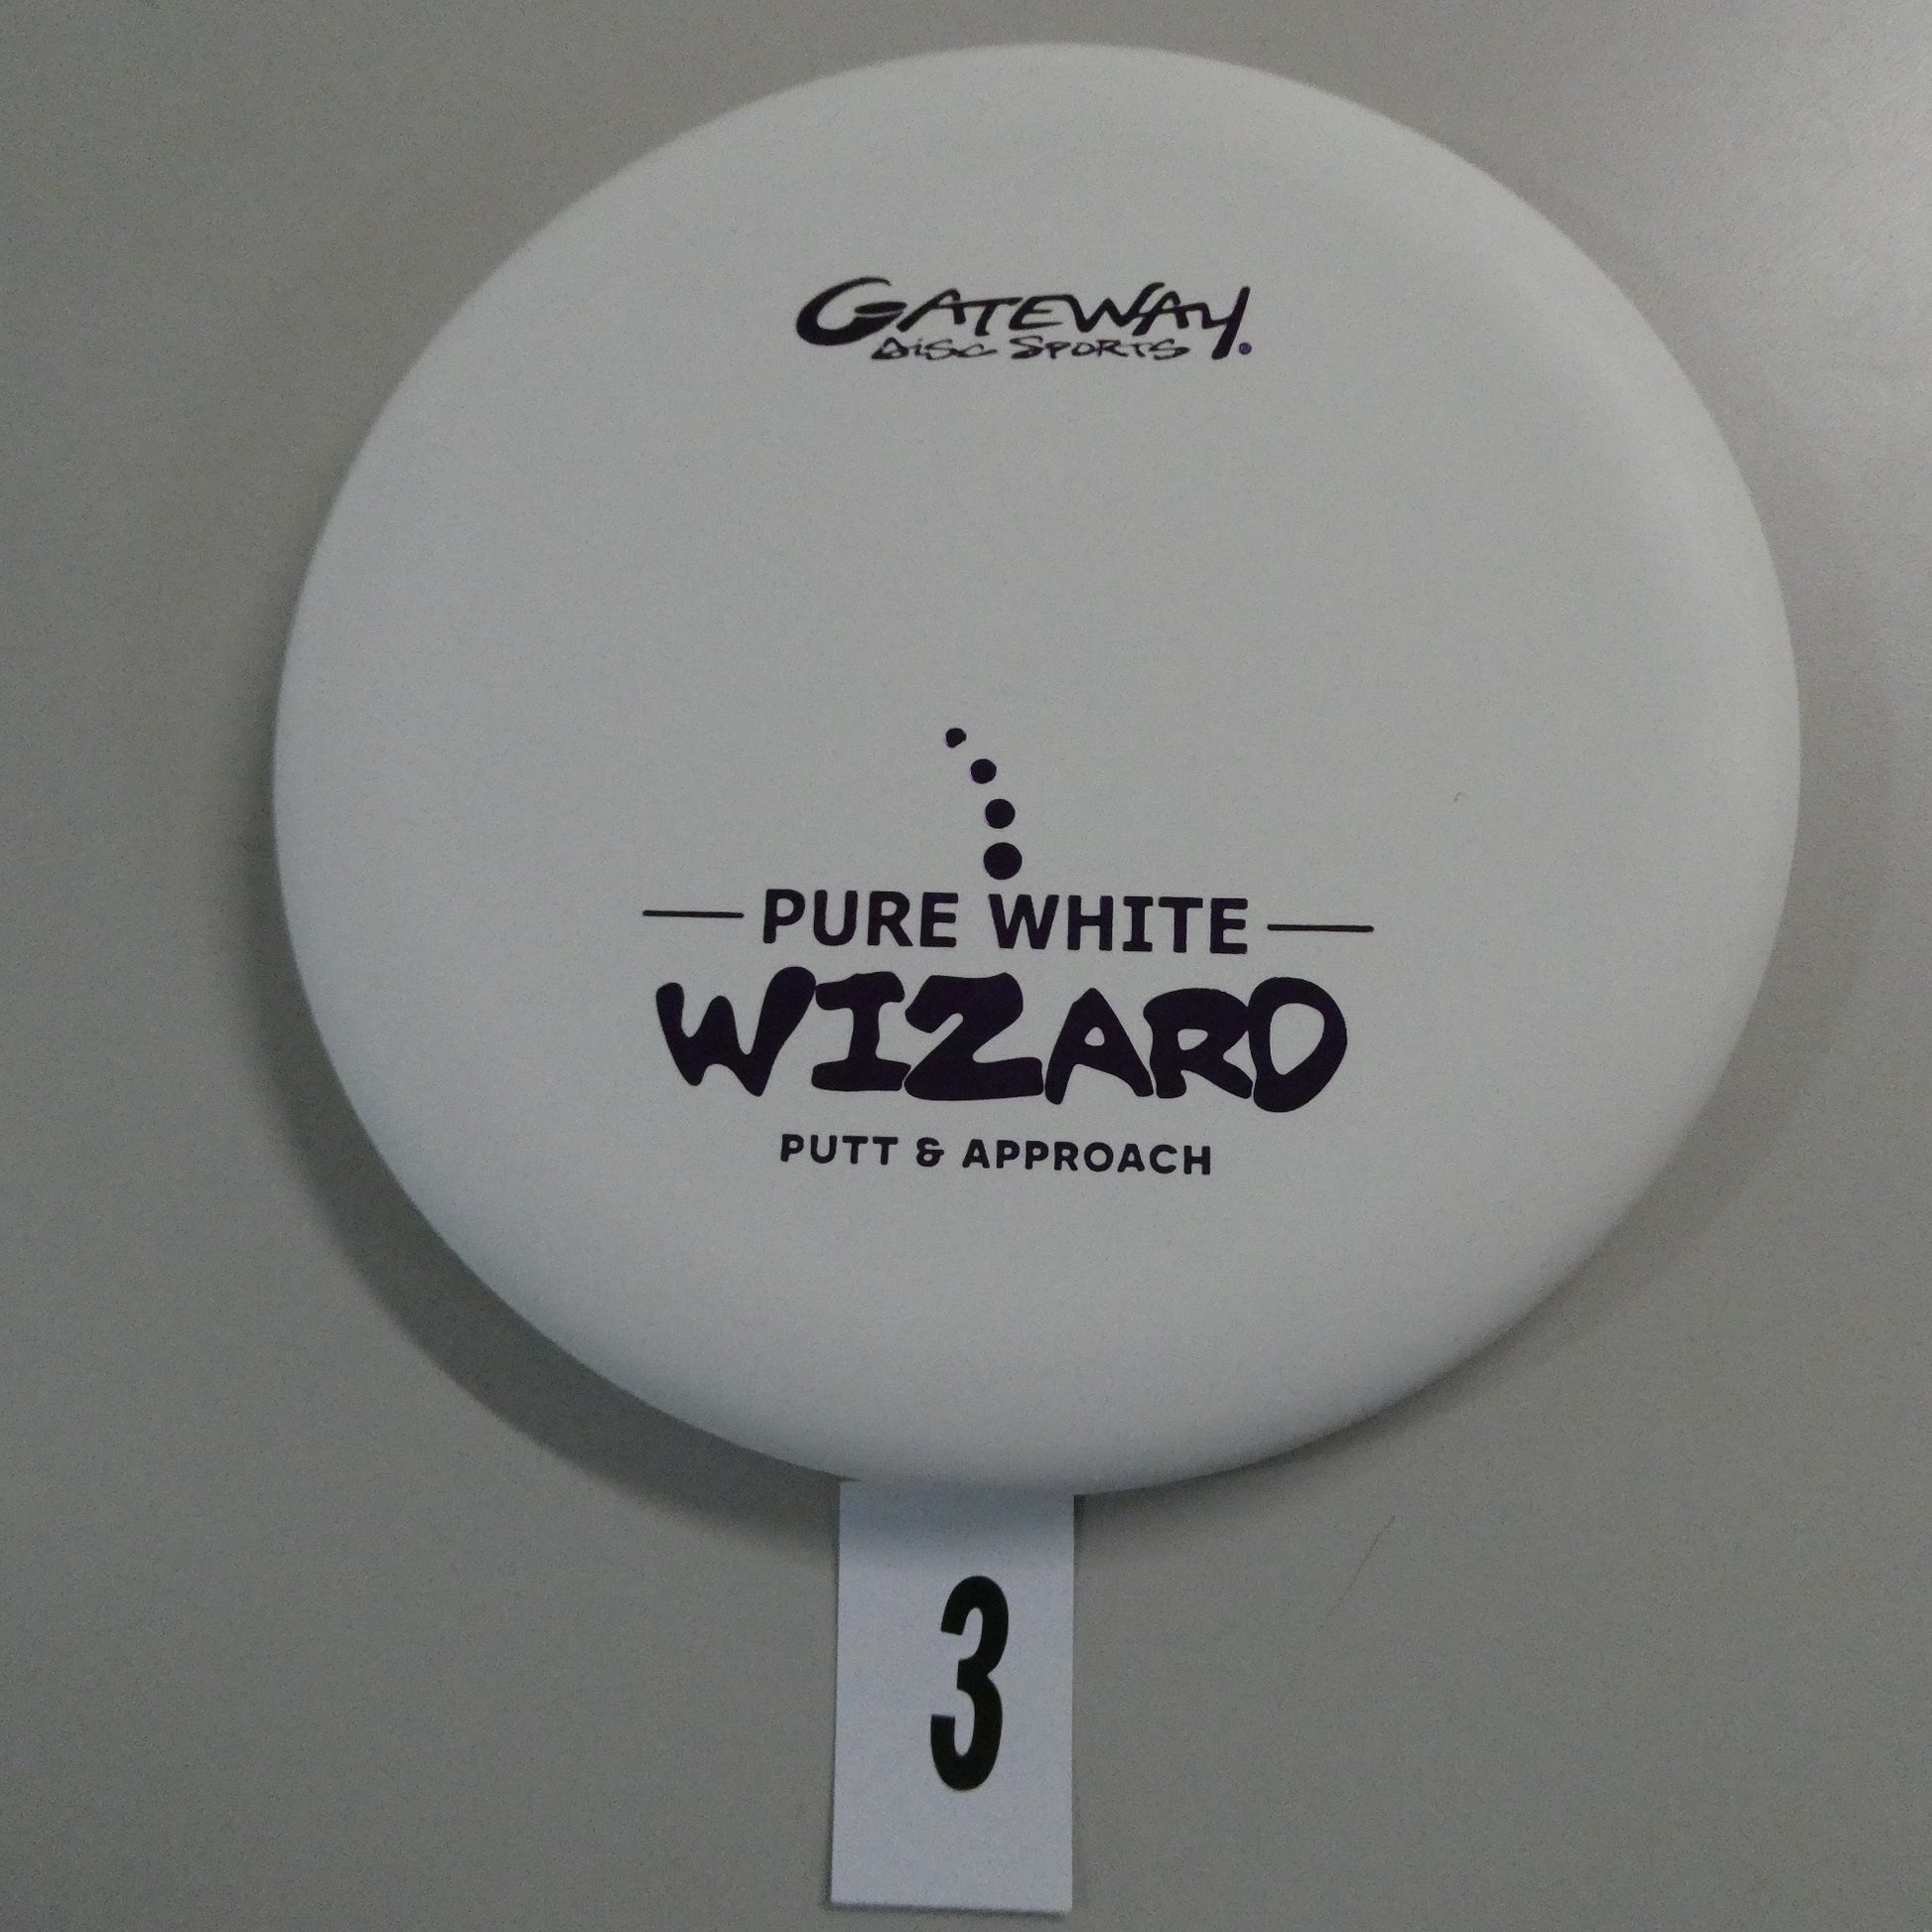 GATEWAY
DISC SPORTS
PURE WHITE
WIZARD
PUTT & APPROACH
3